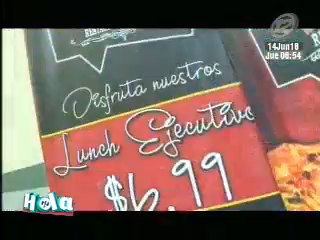 14Jun18
Jue 06:54
Disfruta nuestros
Lunch Ejecutivo
$6.99
Hola